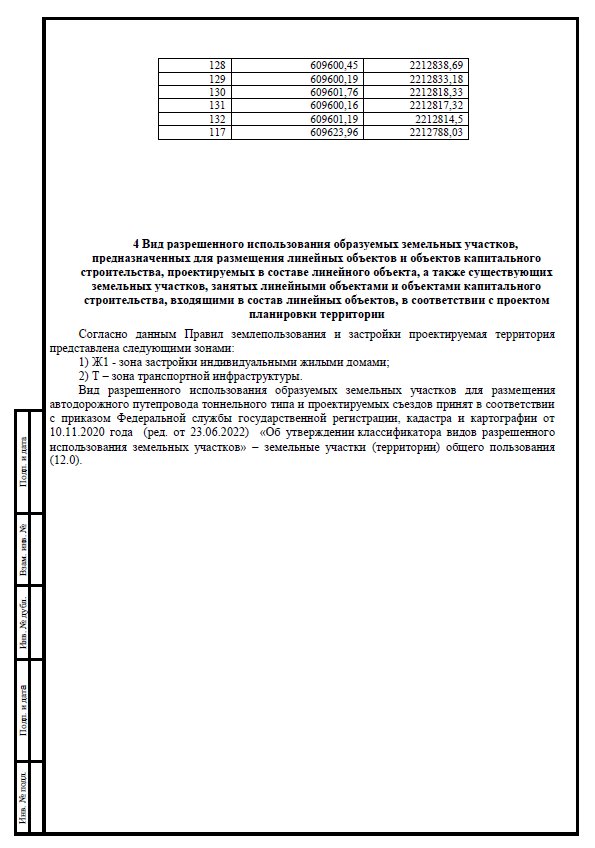 128 609600,45 2212838,69
129 609600,19 2212833,18
130 609601,76 2212818,33
131 609600,16 2212817,32
132 609601,19 2212814,5
117 609623,96 2212788,03
4 Вид разрешенного использования образуемых земельных участков,
предназначенных для размещения линейных объектов и объектов капитального
строительства, проектируемых в составе линейного объекта, а также существующих
земельных участков, занятых линейными объектами и объектами капитального
строительства, входящими в состав линейных объектов, в соответствии с проектом
планировки территории
Согласно данным Правил землепользования и застройки проектируемая территория
представлена следующими зонами:
1) Ж1 - зона застройки индивидуальными жилыми домами;
2) Т – зона транспортной инфраструктуры.
Вид разрешенного использования образуемых земельных участков для размещения
автодорожного путепровода тоннельного типа и проектируемых съездов принят в соответствии
с приказом Федеральной службы государственной регистрации, кадастра и картографии от
10.11.2020 года (ред. от 23.06.2022) «Об утверждении классификатора видов разрешенного
использования земельных участков» – земельные участки (территории) общего пользования
(12.0).
Подп. и дата
Взам. инв. №
Инв. № дубл.
Подп. и дата
Инв. № подл.